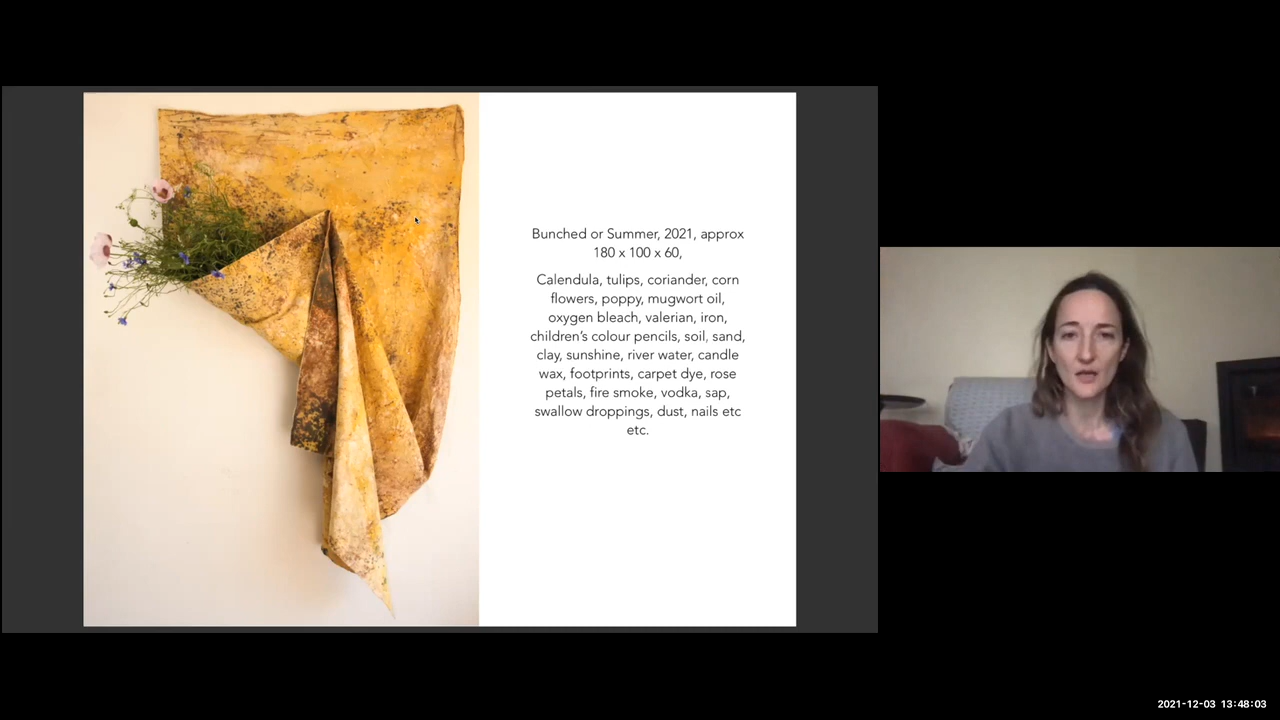 Bunched or Summer, 2021, approx
180 x 100 x 60,
Calendula, tulips, coriander, corn
flowers, poppy, mugwort oil,
oxygen bleach, valerian, iron,
children’s colour pencils, soil, sand,
clay, sunshine, river water, candle
wax, footprints, carpet dye, rose
petals, fire smoke, vodka, sap,
swallow droppings, dust, nails etc
etc.
2021-12-03 13:48:03